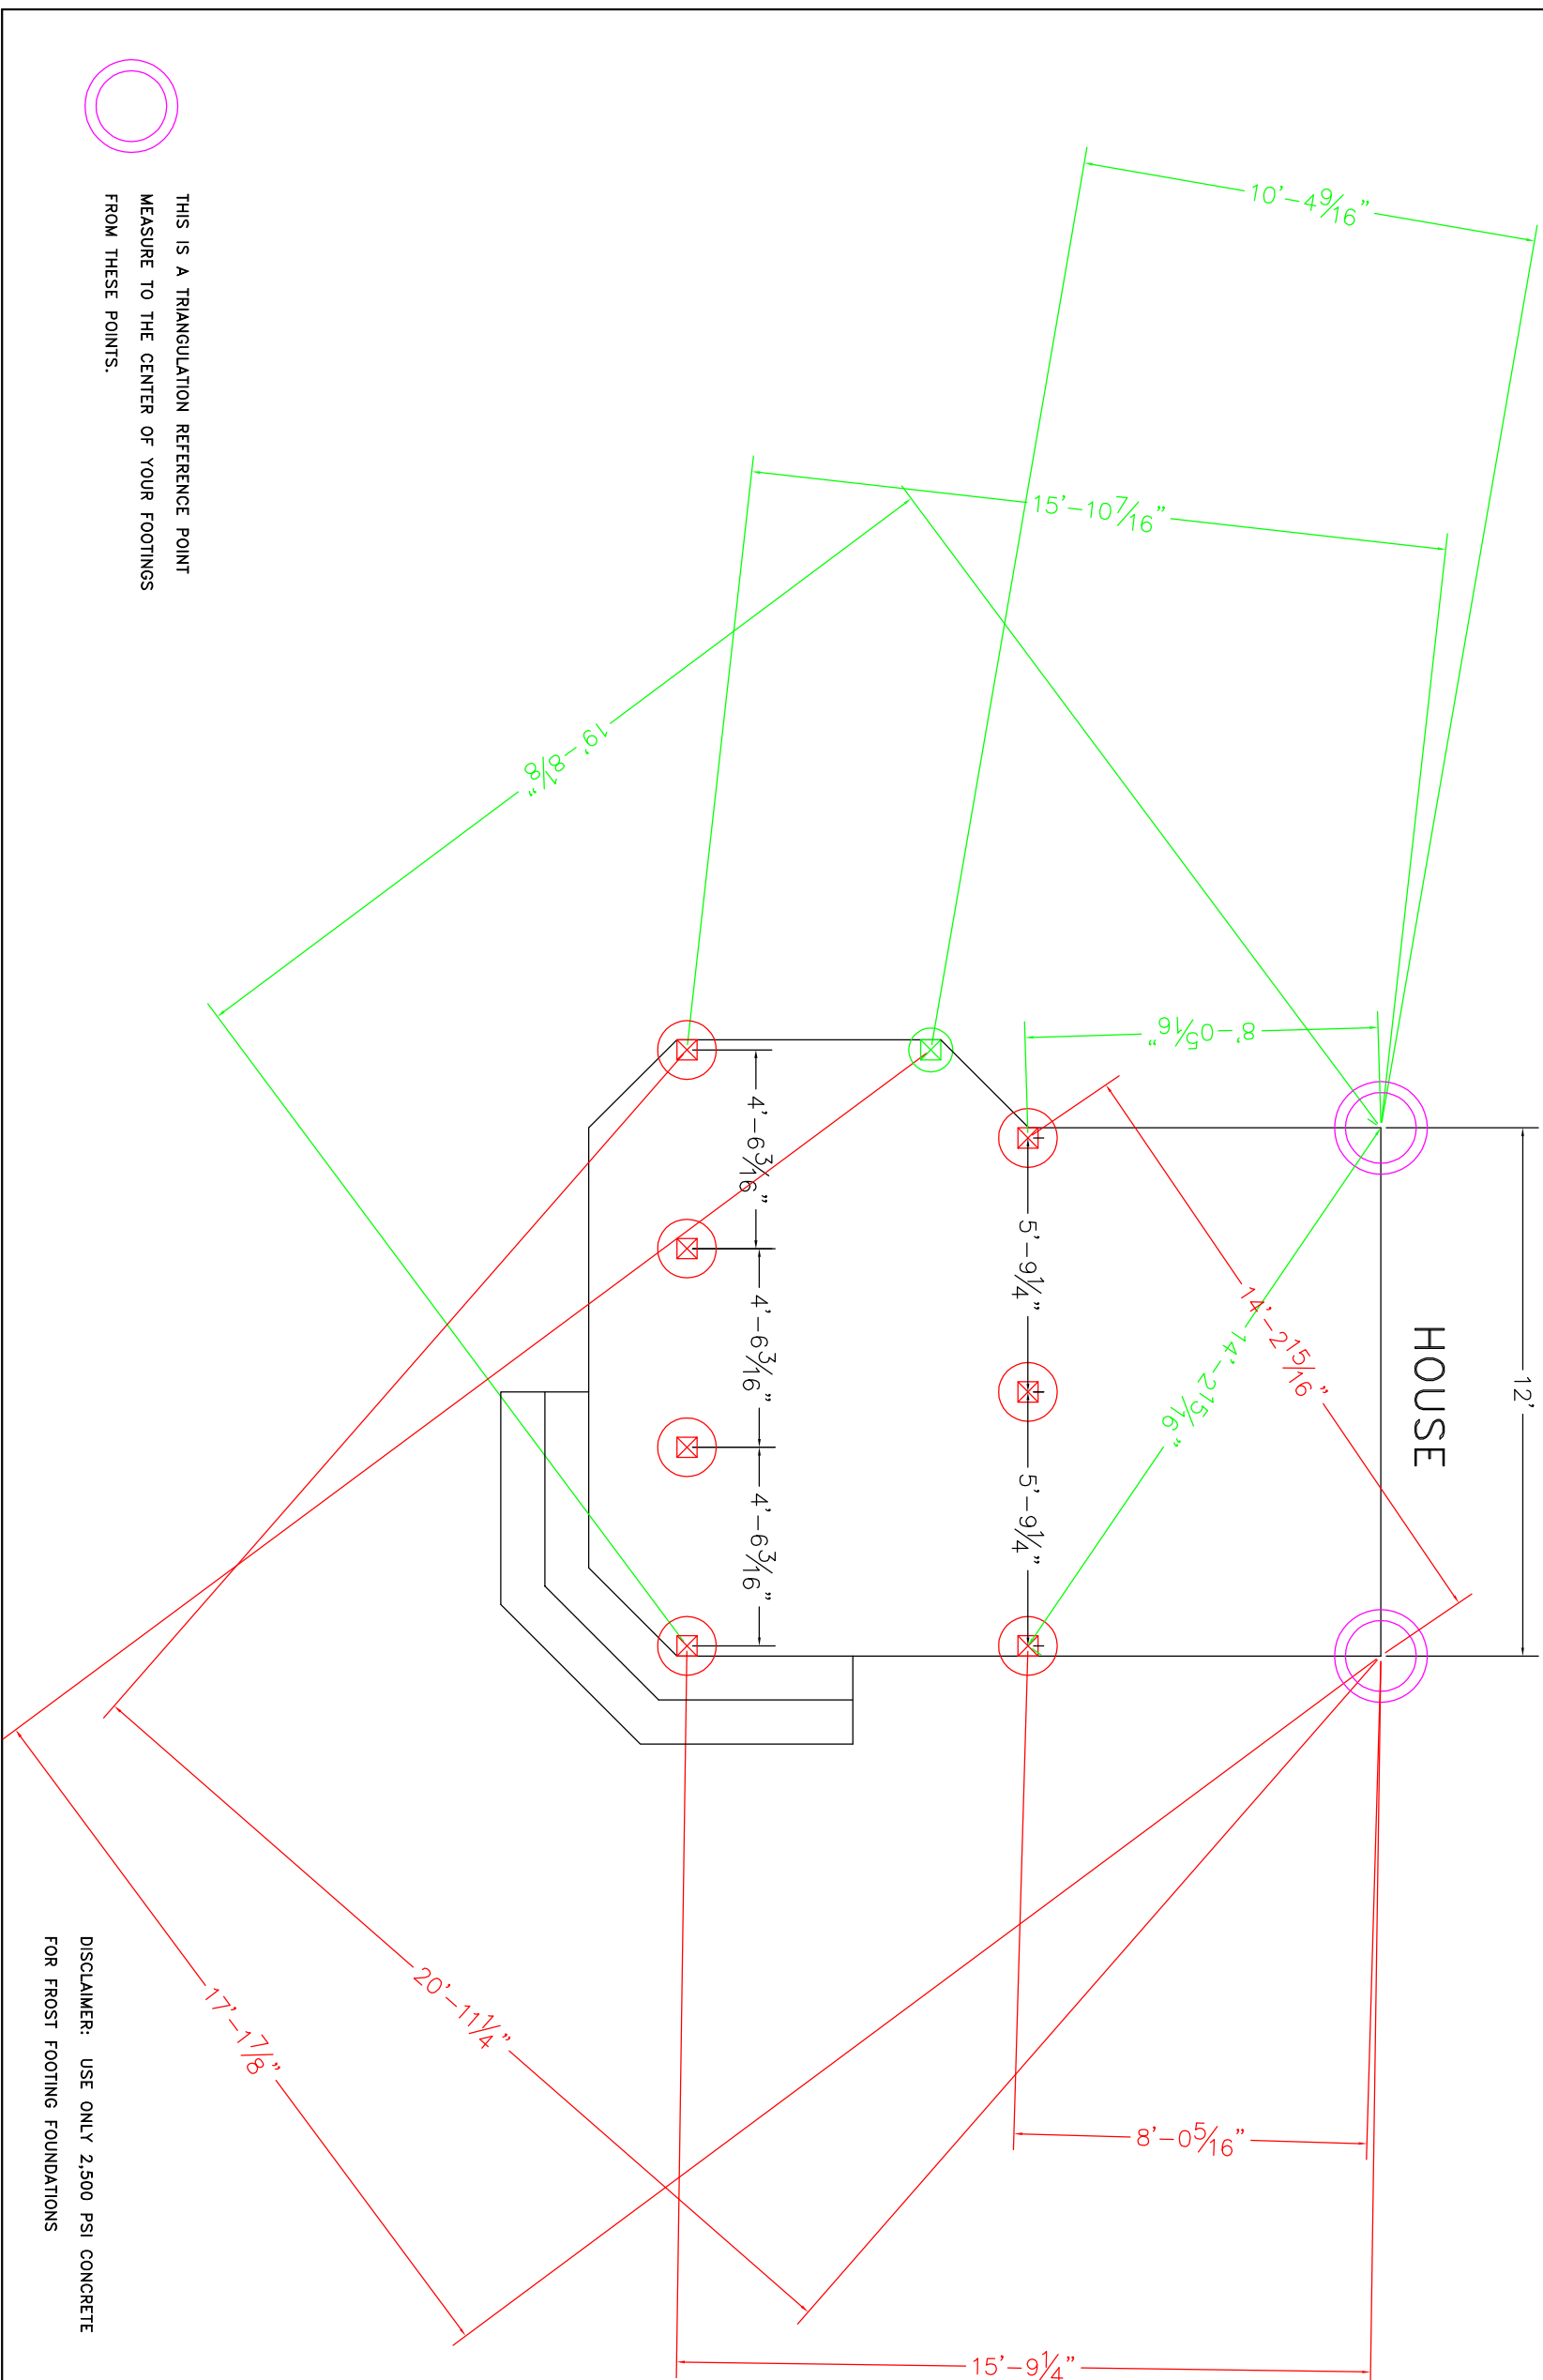 HOUSE
12'
10'-4 9/16"
15'-10 7/16"
19'-8 1/8"
8'-0 5/16"
14'-2 15/16"
14'-2 15/16"
5'-9 1/4"
5'-9 1/4"
4'-6 3/16"
4'-6 3/16"
4'-6 3/16"
8'-0 5/16"
15'-9 1/4"
20'-11 1/4"
17'-1 7/8"
THIS IS A TRIANGULATION REFERENCE POINT
MEASURE TO THE CENTER OF YOUR FOOTINGS
FROM THESE POINTS.
DISCLAIMER: USE ONLY 2,500 PSI CONCRETE
FOR FROST FOOTING FOUNDATIONS